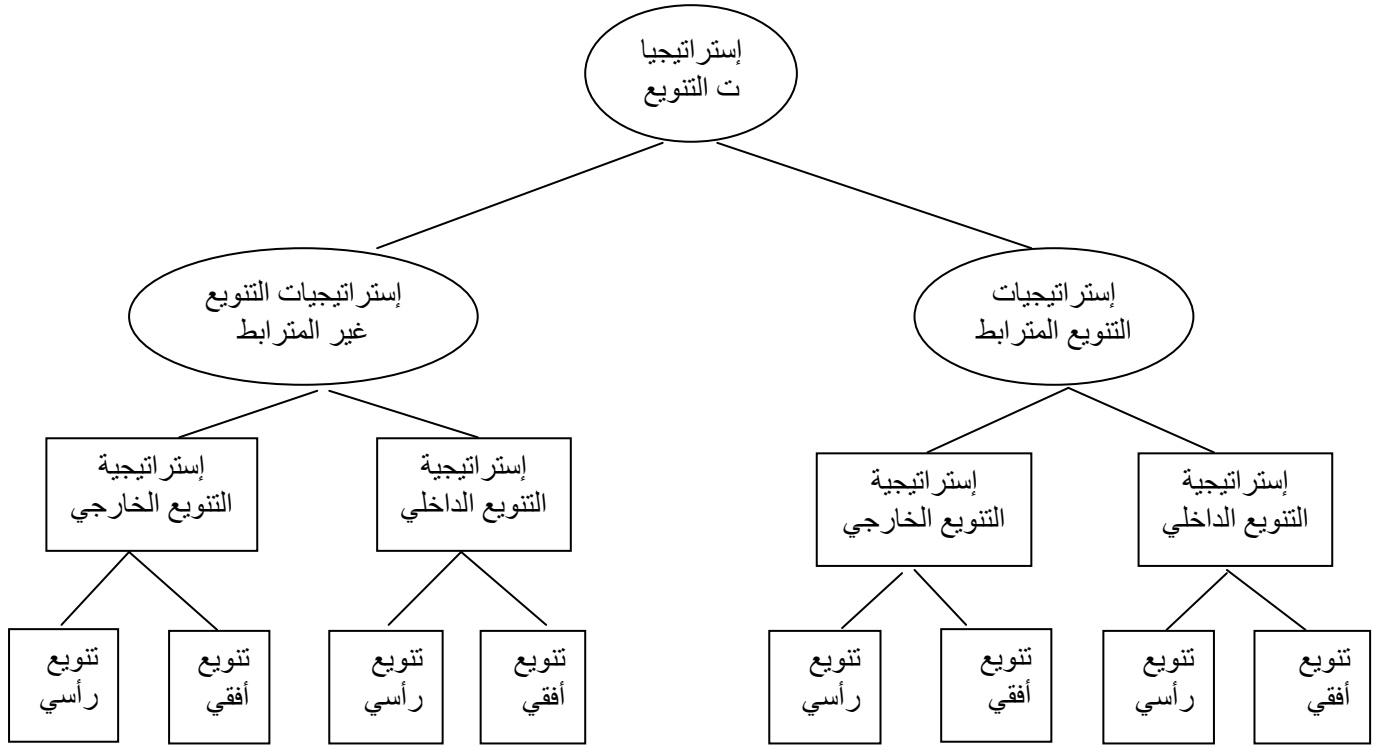 إستراتيجيا
ت التنويع
إستراتيجيات
التنويع المترابط
إستراتيجيات التنويع
غير المترابط
إستراتيجية
التنويع الداخلي
إستراتيجية
التنويع الخارجي
إستراتيجية
التنويع الداخلي
إستراتيجية
التنويع الخارجي
تنويع
أفقي
تنويع
رأسي
تنويع
أفقي
تنويع
رأسي
تنويع
أفقي
تنويع
رأسي
تنويع
أفقي
تنويع
رأسي